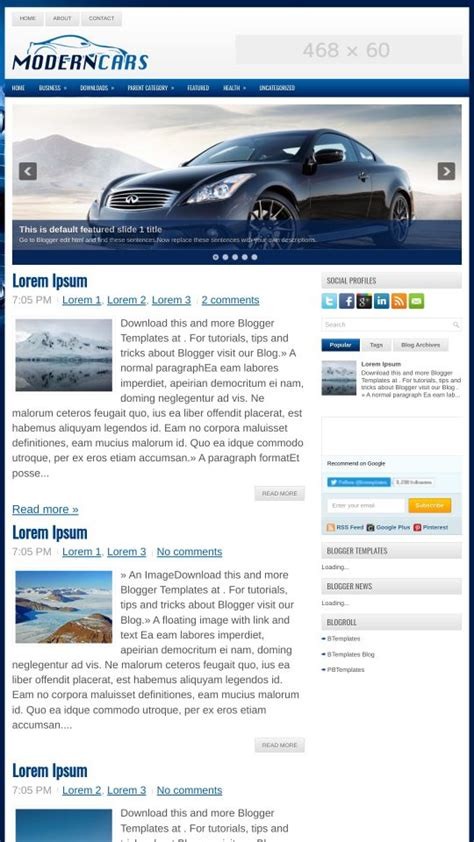 HOME ABOUT CONTACT
MODERNCARS
468 × 60
HOME BUSINESS » DOWNLOADS » PARENT CATEGORY » FEATURED HEALTH » UNCATEGORIZED
This is default featured slide 1 title
Go to Blogger edit html and find these sentences.Now replace these sentences with your own descriptions.
Lorem Ipsum
7:05 PM Lorem 1, Lorem 2, Lorem 3 2 comments
Download this and more Blogger
Templates at . For tutorials, tips and
tricks about Blogger visit our Blog.» A
normal paragraphEa eam labores
imperdiet, apeirian democritum ei nam,
doming neglegentur ad vis. Ne
malorum ceteros feugait quo, ius ea liber offendit placerat, est
habemus aliquyam legendos id. Eam no corpora maluisset
definitiones, eam mucius malorum id. Quo ea idque commodo
utroque, per ex eros etiam accumsan.» A paragraph formatEt
posse...
READ MORE
Read more »
Lorem Ipsum
7:05 PM Lorem 1, Lorem 3 No comments
» An ImageDownload this and more
Blogger Templates at . For tutorials,
tips and tricks about Blogger visit our
Blog.» A floating image with link and
text Ea eam labores imperdiet,
apeirian democritum ei nam, doming
neglegentur ad vis. Ne malorum ceteros feugait quo, ius ea
liber offendit placerat, est habemus aliquyam legendos id.
Eam no corpora maluisset definitiones, eam mucius malorum
id. Quo ea idque commodo utroque, per ex eros etiam
accumsan....
READ MORE
Lorem Ipsum
7:05 PM Lorem 2, Lorem 3 No comments
Download this and more Blogger
Templates at . For tutorials, tips and
tricks about Blogger visit our Blog.» A
SOCIAL PROFILES
Search
Popular Tags Blog Archives
Lorem Ipsum
Download this and more Blogger
Templates at . For tutorials, tips and
tricks about Blogger visit our Blog
.» A normal paragraphEa eam lab...
Recommend on Google
Enter your email Subscribe
RSS Feed Google Plus Pinterest
BLOGGER TEMPLATES
Loading...
BLOGGER NEWS
Loading...
BLOGROLL
BTemplates
BTemplates Blog
PBTemplates